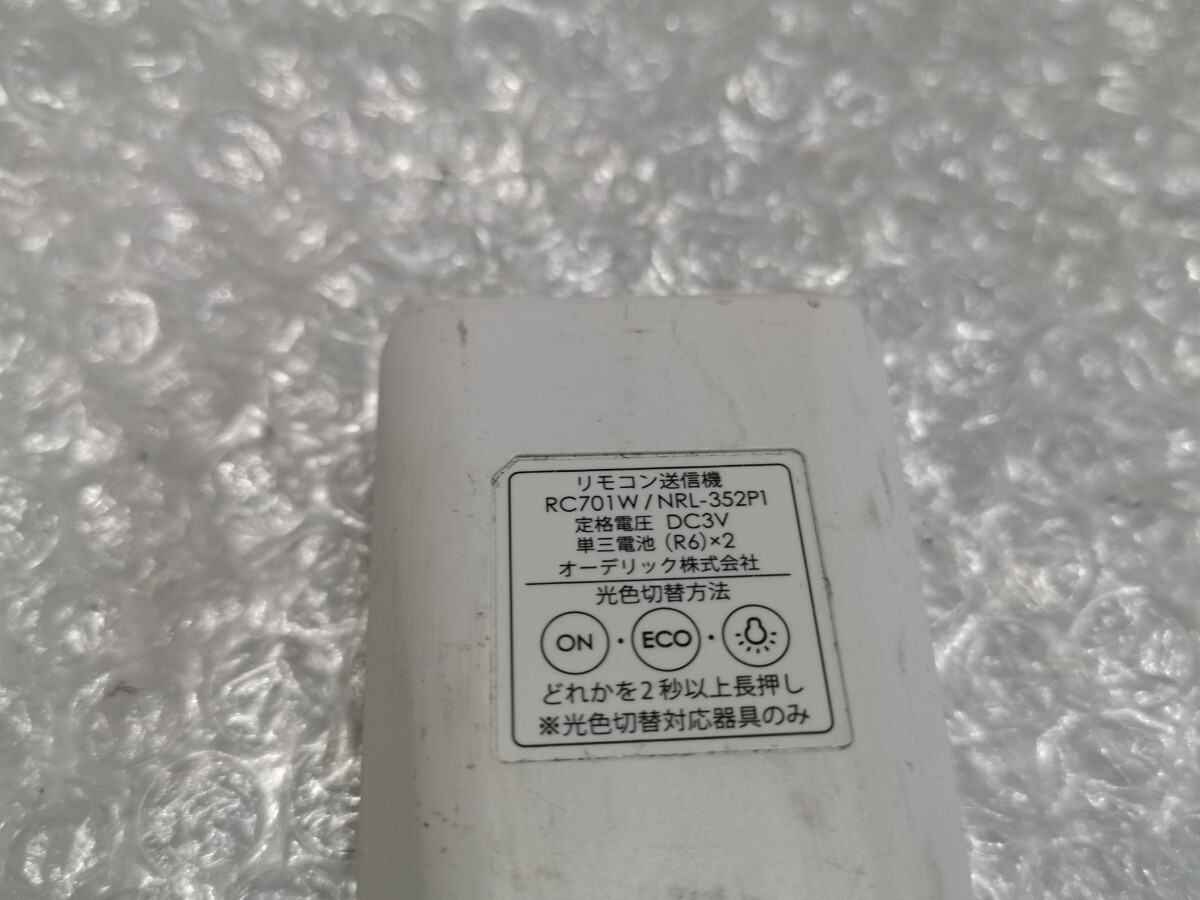 リモコン送信機
RC701W/NRL-352P1
定格電圧 DC3V
単三電池 (R6)×2
オーデリック株式会社
光色切替方法
ON・ECO・
どれかを2秒以上長押し
※光色切替対応器具のみ